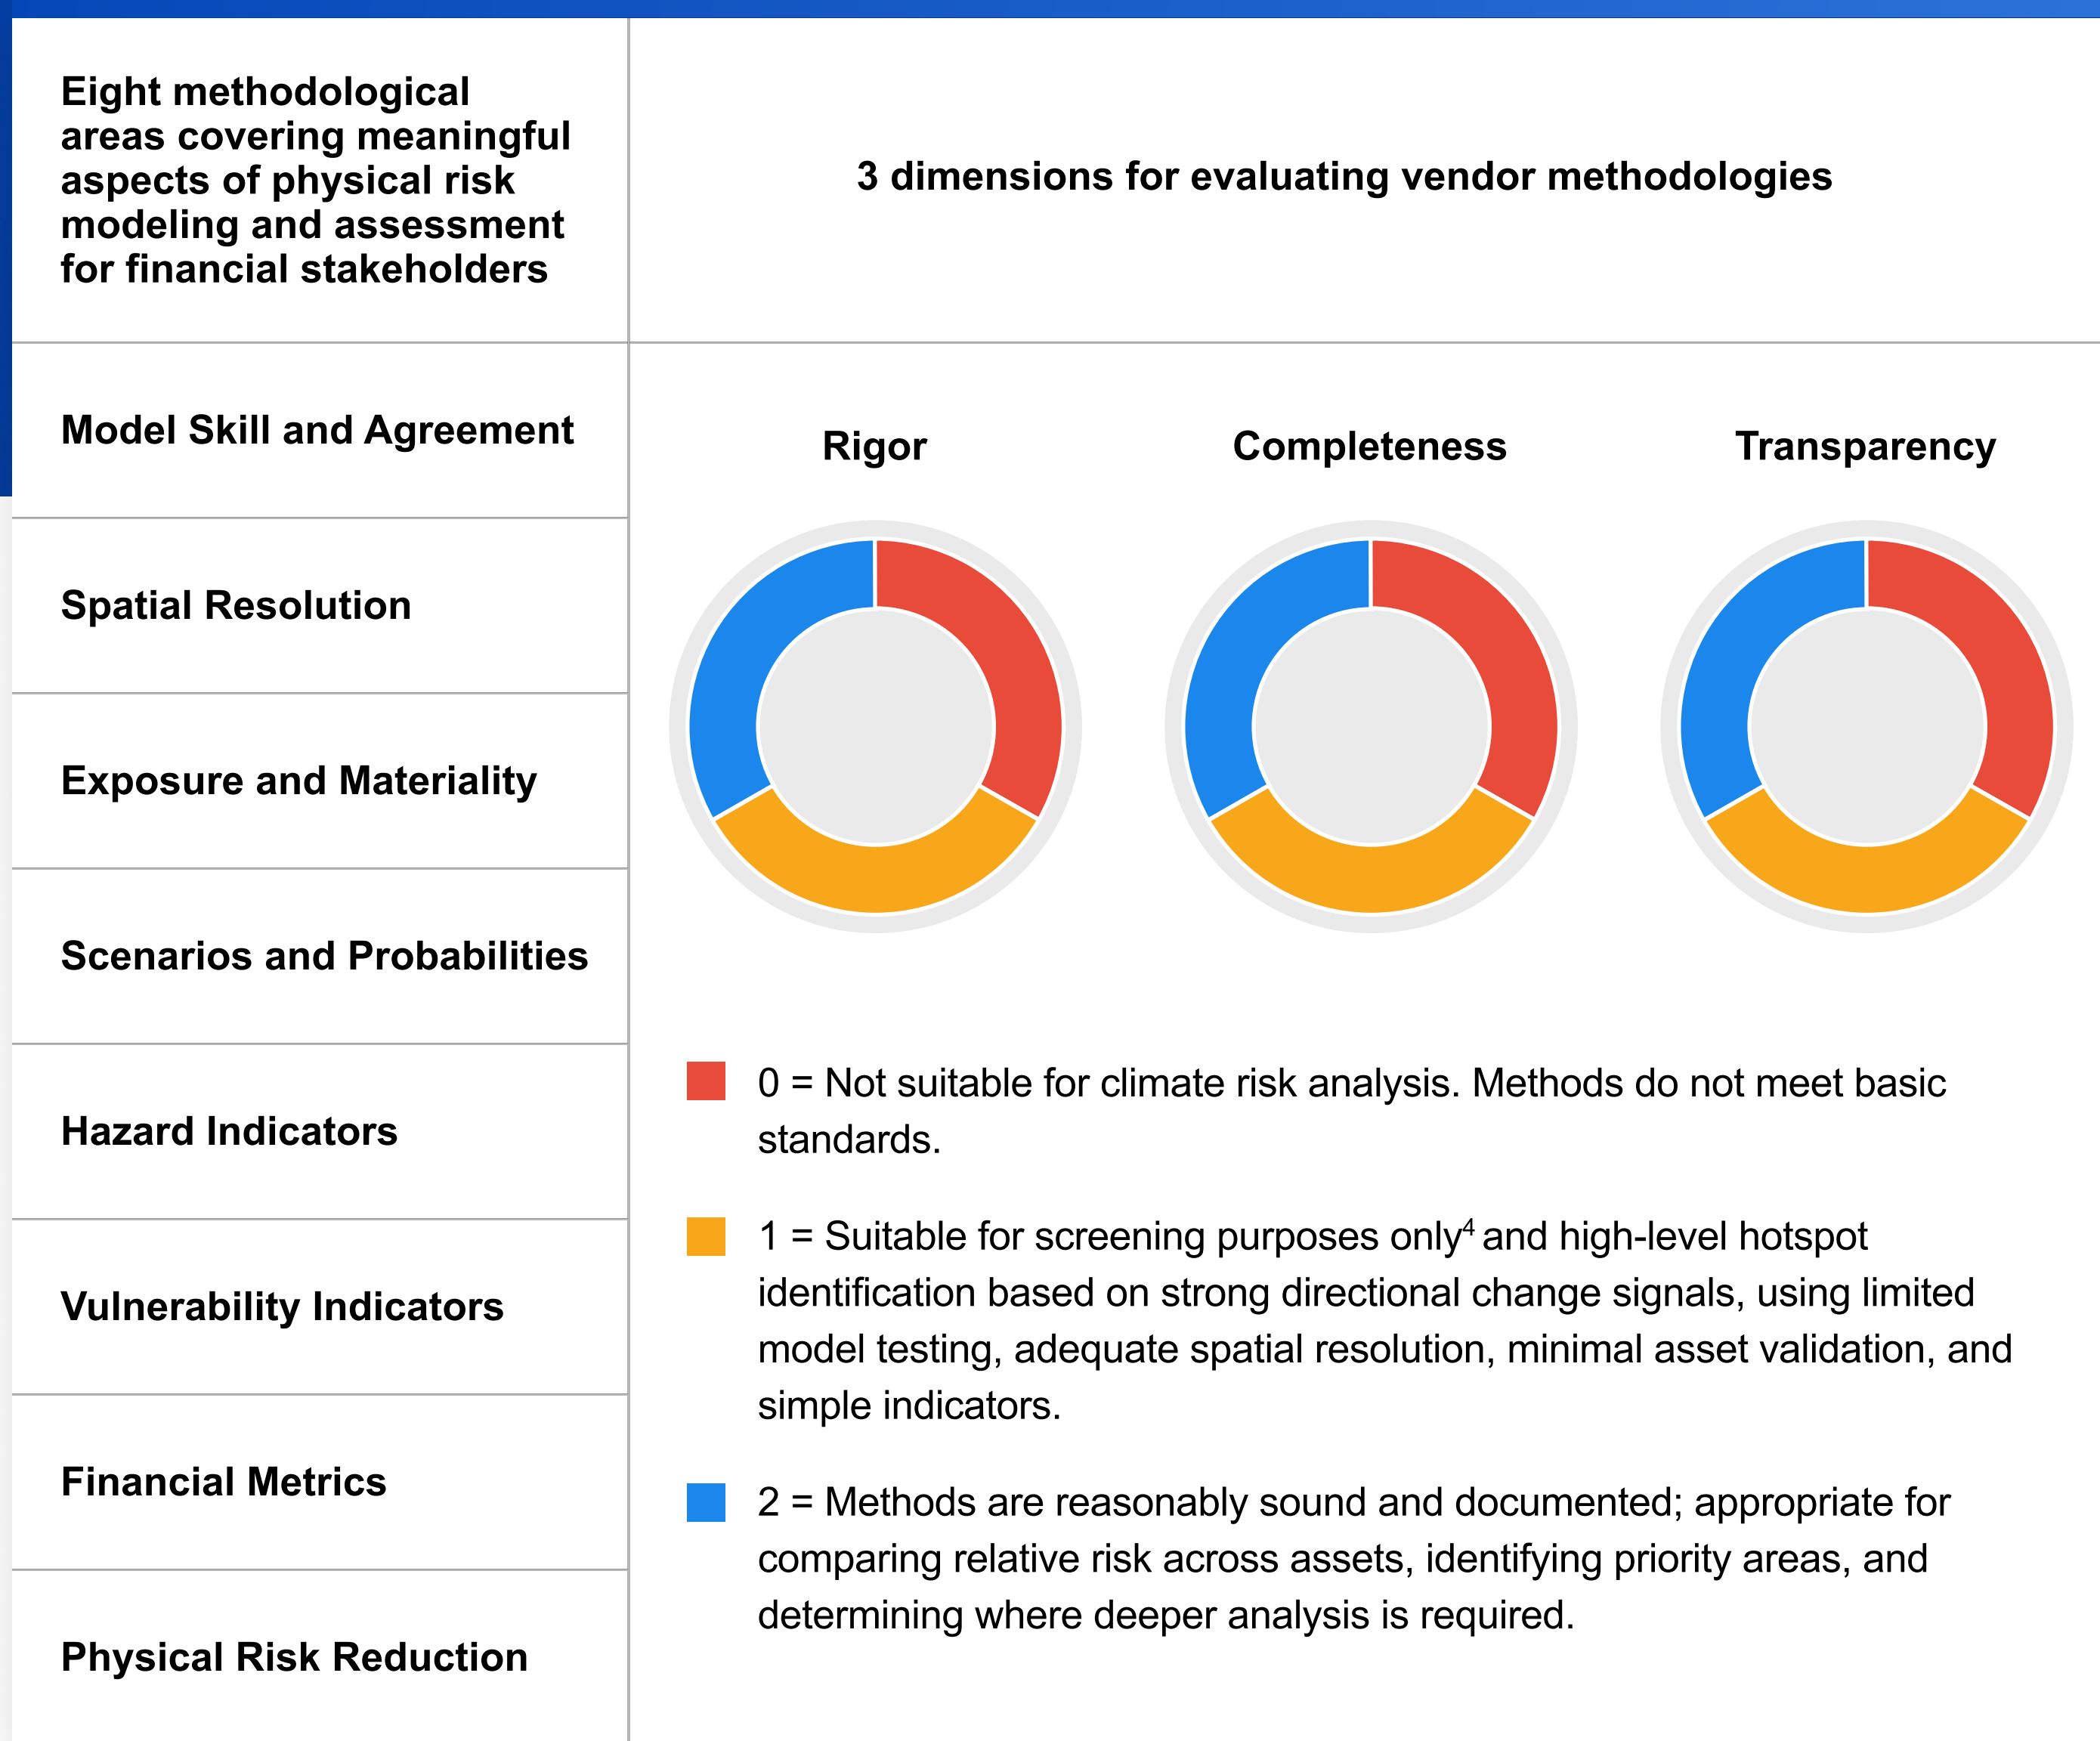 Eight methodological
areas covering meaningful
aspects of physical risk
modeling and assessment
for financial stakeholders
3 dimensions for evaluating vendor methodologies
Model Skill and Agreement
Spatial Resolution
Exposure and Materiality
Scenarios and Probabilities
Hazard Indicators
Vulnerability Indicators
Financial Metrics
Physical Risk Reduction
Rigor
Completeness
Transparency
0 = Not suitable for climate risk analysis. Methods do not meet basic
standards.
1 = Suitable for screening purposes only⁴ and high-level hotspot
identification based on strong directional change signals, using limited
model testing, adequate spatial resolution, minimal asset validation, and
simple indicators.
2 = Methods are reasonably sound and documented; appropriate for
comparing relative risk across assets, identifying priority areas, and
determining where deeper analysis is required.